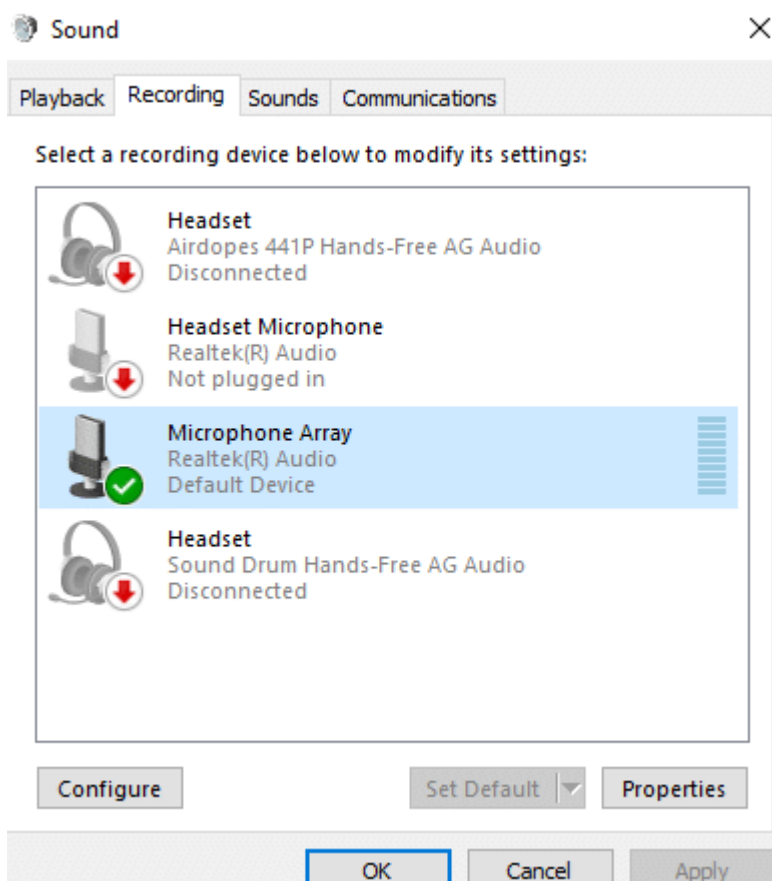 Sound
Playback Recording Sounds Communications
Select a recording device below to modify its settings:
Headset
Airdopes 441P Hands-Free AG Audio
Disconnected
Headset Microphone
Realtek(R) Audio
Not plugged in
Microphone Array
Realtek(R) Audio
Default Device
Headset
Sound Drum Hands-Free AG Audio
Disconnected
Configure Set Default Properties
OK Cancel Apply